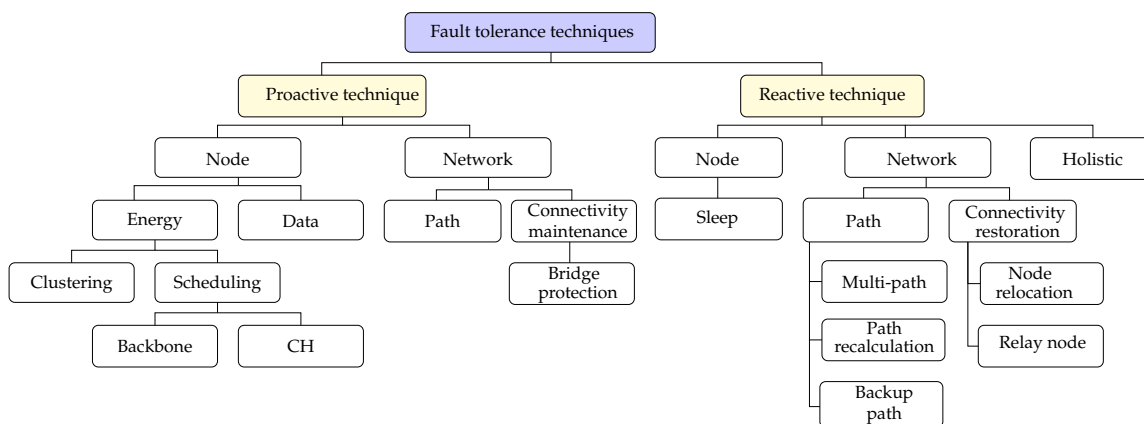 Fault tolerance techniques
Proactive technique
Reactive technique
Node
Network
Node
Network
Holistic
Energy
Data
Path
Connectivity
maintenance
Sleep
Path
Connectivity
restoration
Clustering
Scheduling
Bridge
protection
Multi-path
Node
relocation
Backbone
CH
Path
recalculation
Relay node
Backup
path